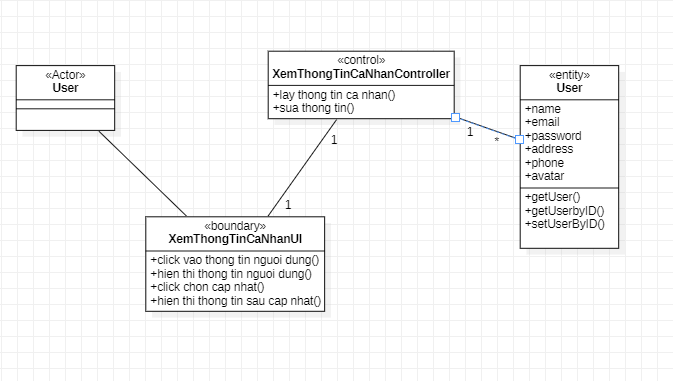 «Actor»
User
«control»
XemThongTinCaNhanController
+lay thong tin ca nhan()
+sua thong tin()
«entity»
User
+name
+email
+password
+address
+phone
+avatar
+getUser()
+getUserbyID()
+setUserByID()
1
*
1
1
«boundary»
XemThongTinCaNhanUI
+click vao thong tin nguoi dung()
+hien thi thong tin nguoi dung()
+click chon cap nhat()
+hien thi thong tin sau cap nhat()